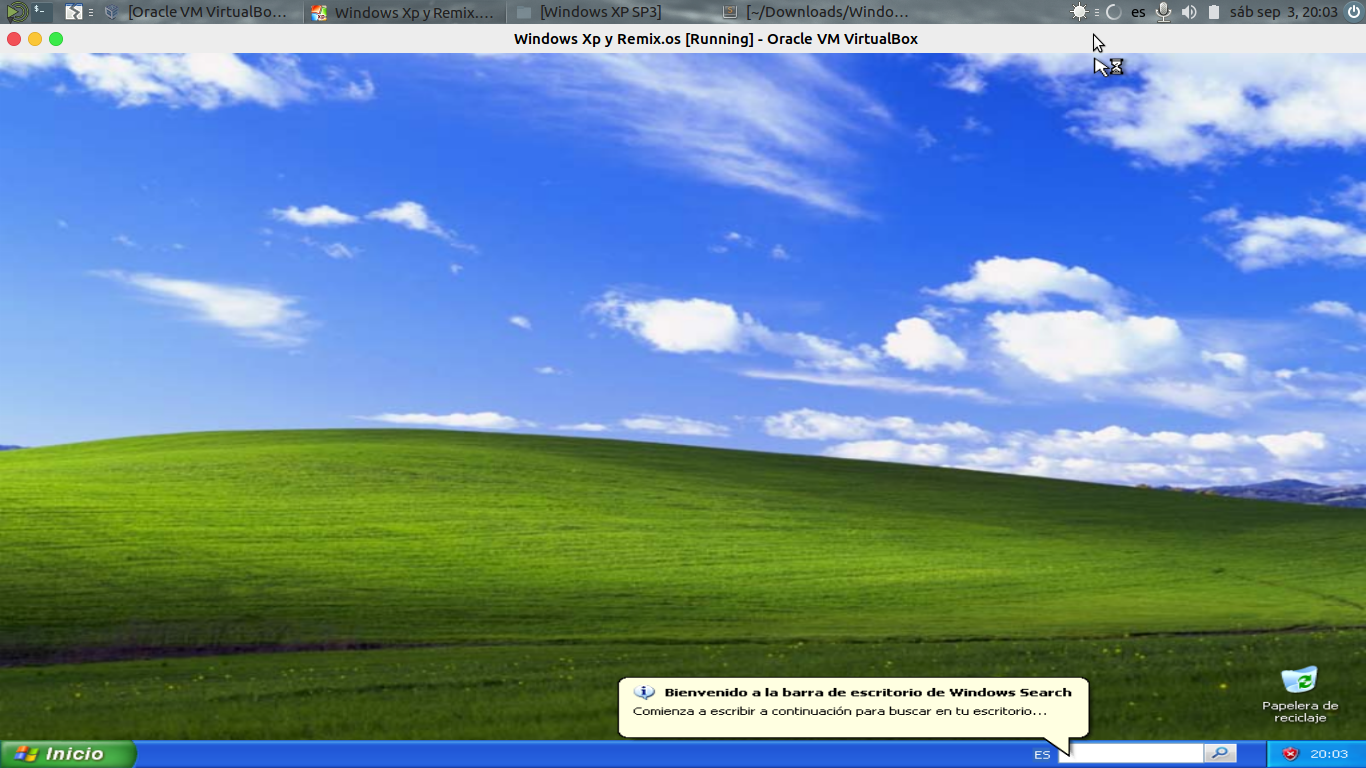 [Oracle VM VirtualBo...
Windows Xp y Remix....
[Windows XP SP3]
[~/Downloads/Windo...
es
sáb sep 3, 20:03
Windows Xp y Remix.os [Running] - Oracle VM VirtualBox
Bienvenido a la barra de escritorio de Windows Search
Comienza a escribir a continuación para buscar en tu escritorio...
Papelera de
reciclaje
Inicio
ES
20:03